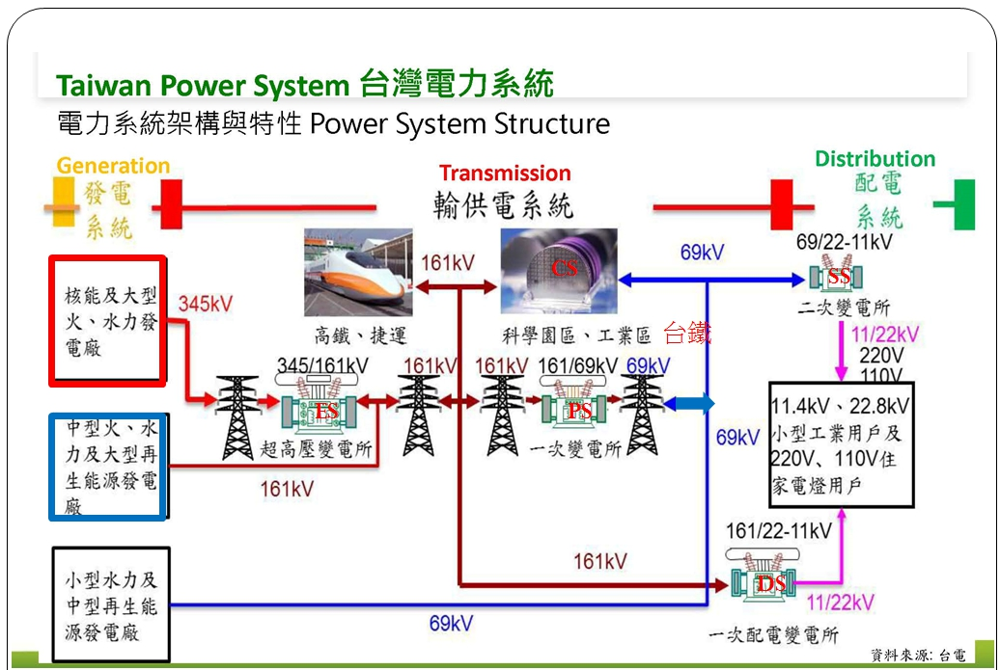 Taiwan Power System 台灣電力系統
電力系統架構與特性 Power System Structure
Generation
發電
系統
Transmission
輸供電系統
Distribution
配電
系統
核能及大型
火、水力發
電廠
345kV
161kV
高鐵、捷運
CS
科學園區、工業區
台鐵
69kV
69/22-11kV
SS
二次變電所
11/22kV
220V
110V
345/161kV
ES
超高壓變電所
161kV
161kV
161/69kV
PS
一次變電所
69kV
69kV
11.4kV、22.8kV
小型工業用戶及
220V、110V住
家電燈用戶
中型火、水
力及大型再
生能源發電
廠
161kV
161kV
161/22-11kV
DS
11/22kV
一次配電變電所
小型水力及
中型再生能
源發電廠
69kV
資料來源: 台電